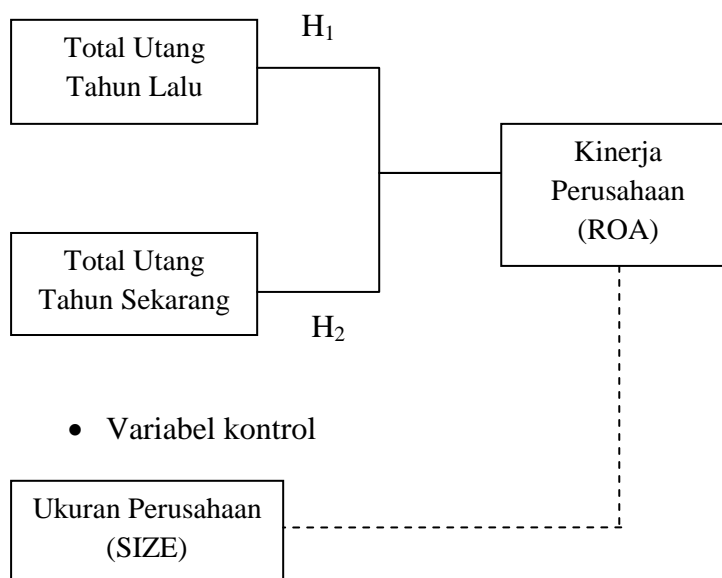 H₁
Total Utang
Tahun Lalu
Kinerja
Perusahaan
(ROA)
Total Utang
Tahun Sekarang
H₂
• Variabel kontrol
Ukuran Perusahaan
(SIZE)